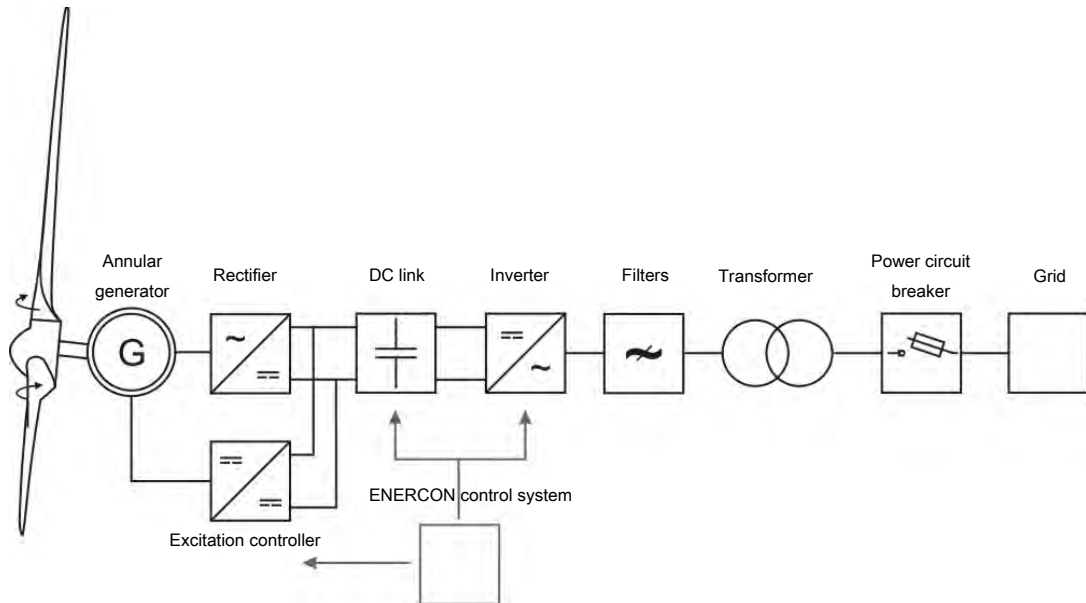 Annular
generator
Rectifier
DC link
Inverter
Filters
Transformer
Power circuit
breaker
Grid
G
ENERCON control system
Excitation controller